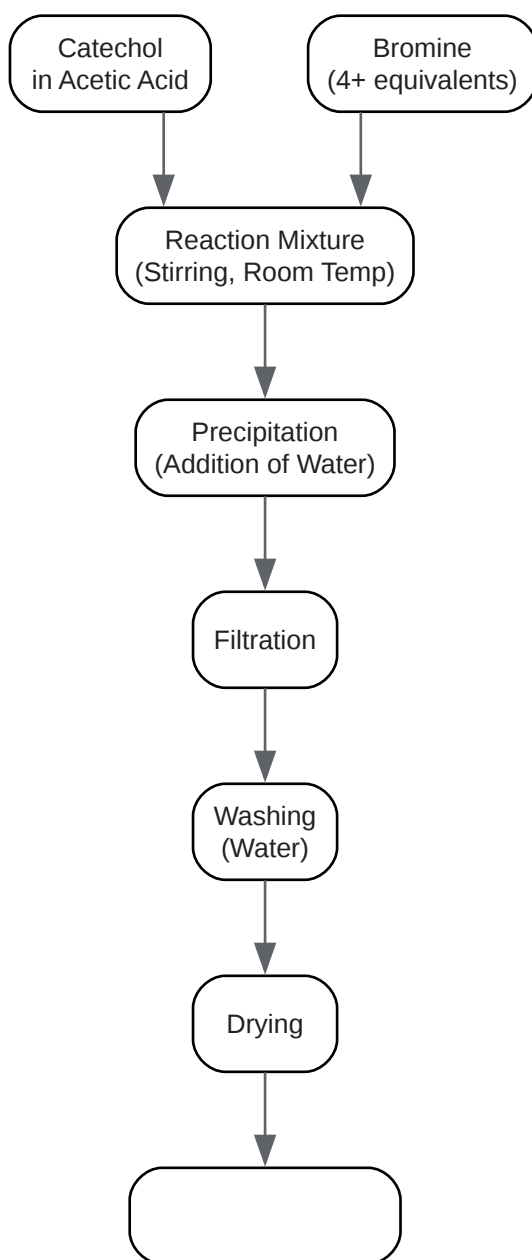 Catechol
in Acetic Acid
Bromine
(4+ equivalents)
Reaction Mixture
(Stirring, Room Temp)
Precipitation
(Addition of Water)
Filtration
Washing
(Water)
Drying